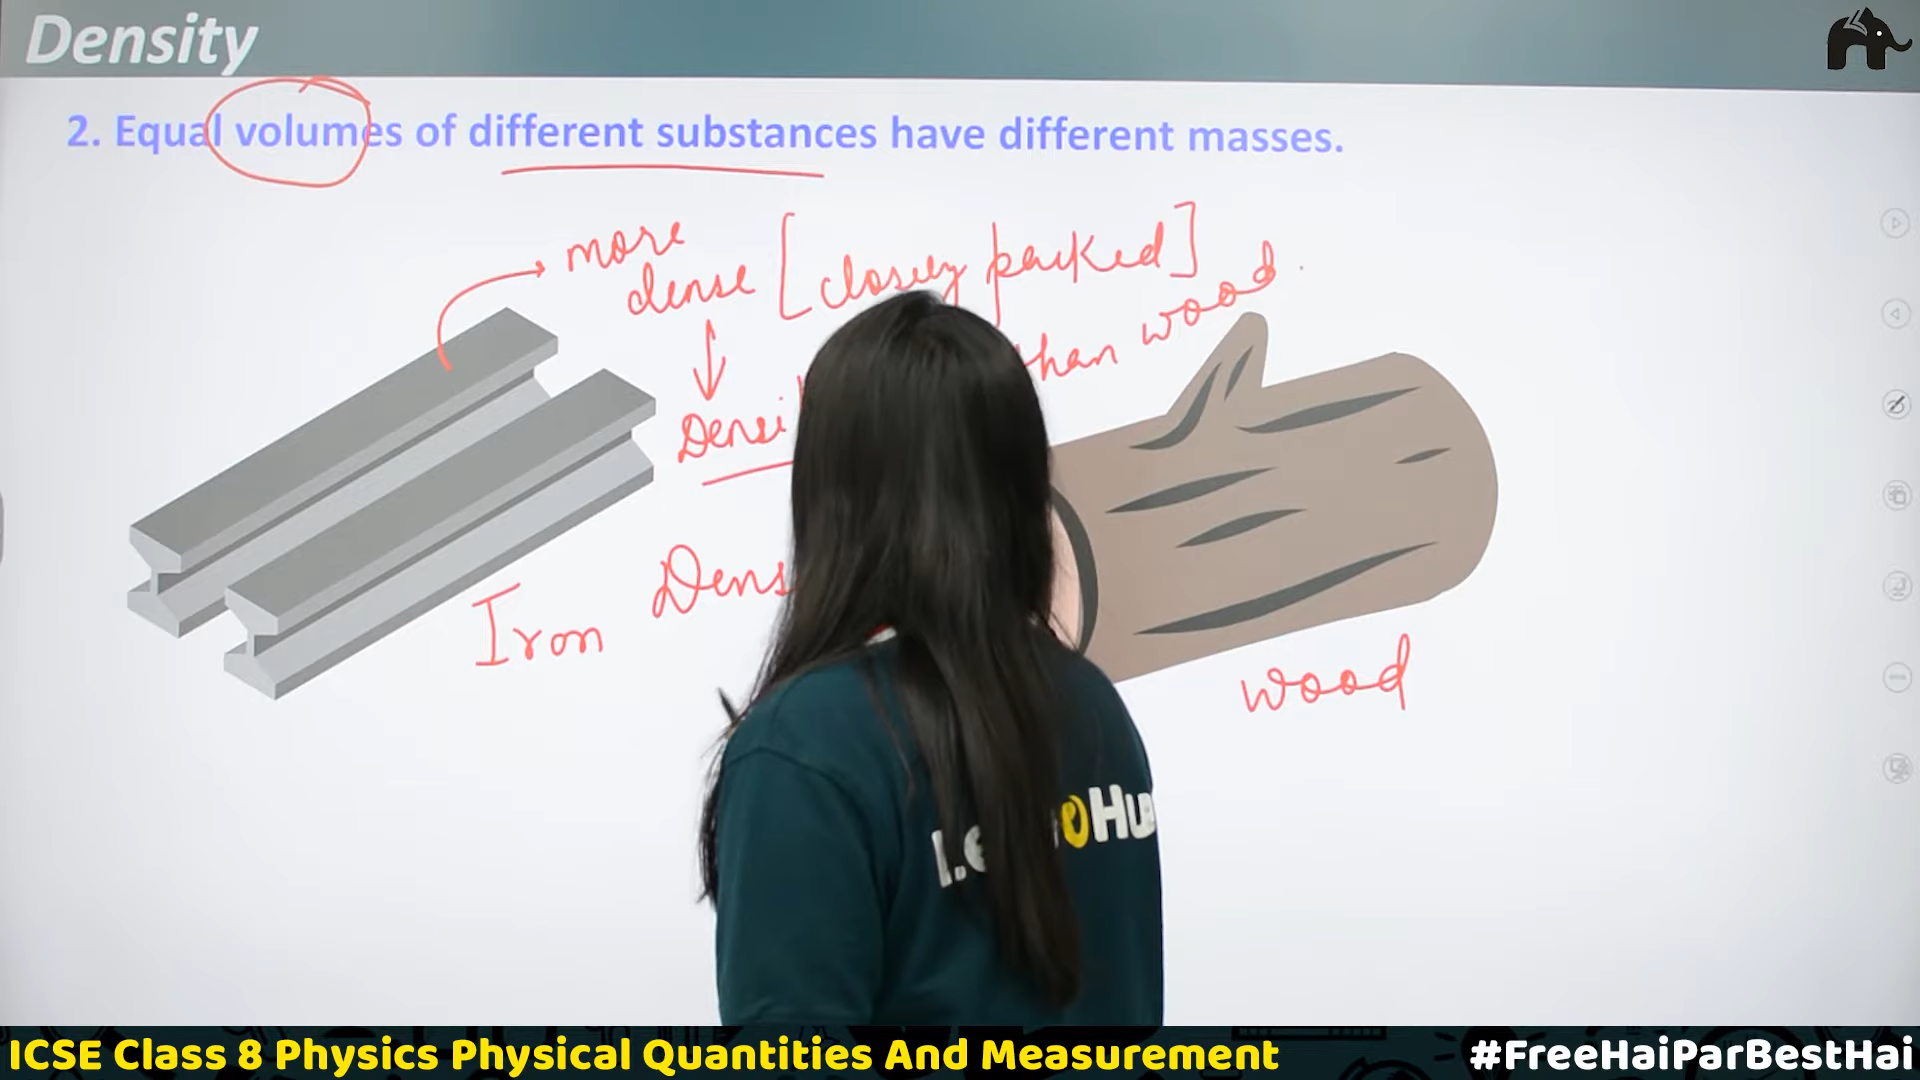 Density
2. Equal volumes of different substances have different masses.
more
dense [closely packed]
than wood.
Densi
Dens
Iron
wood
ICSE Class 8 Physics Physical Quantities And Measurement
#FreeHaiParBestHai